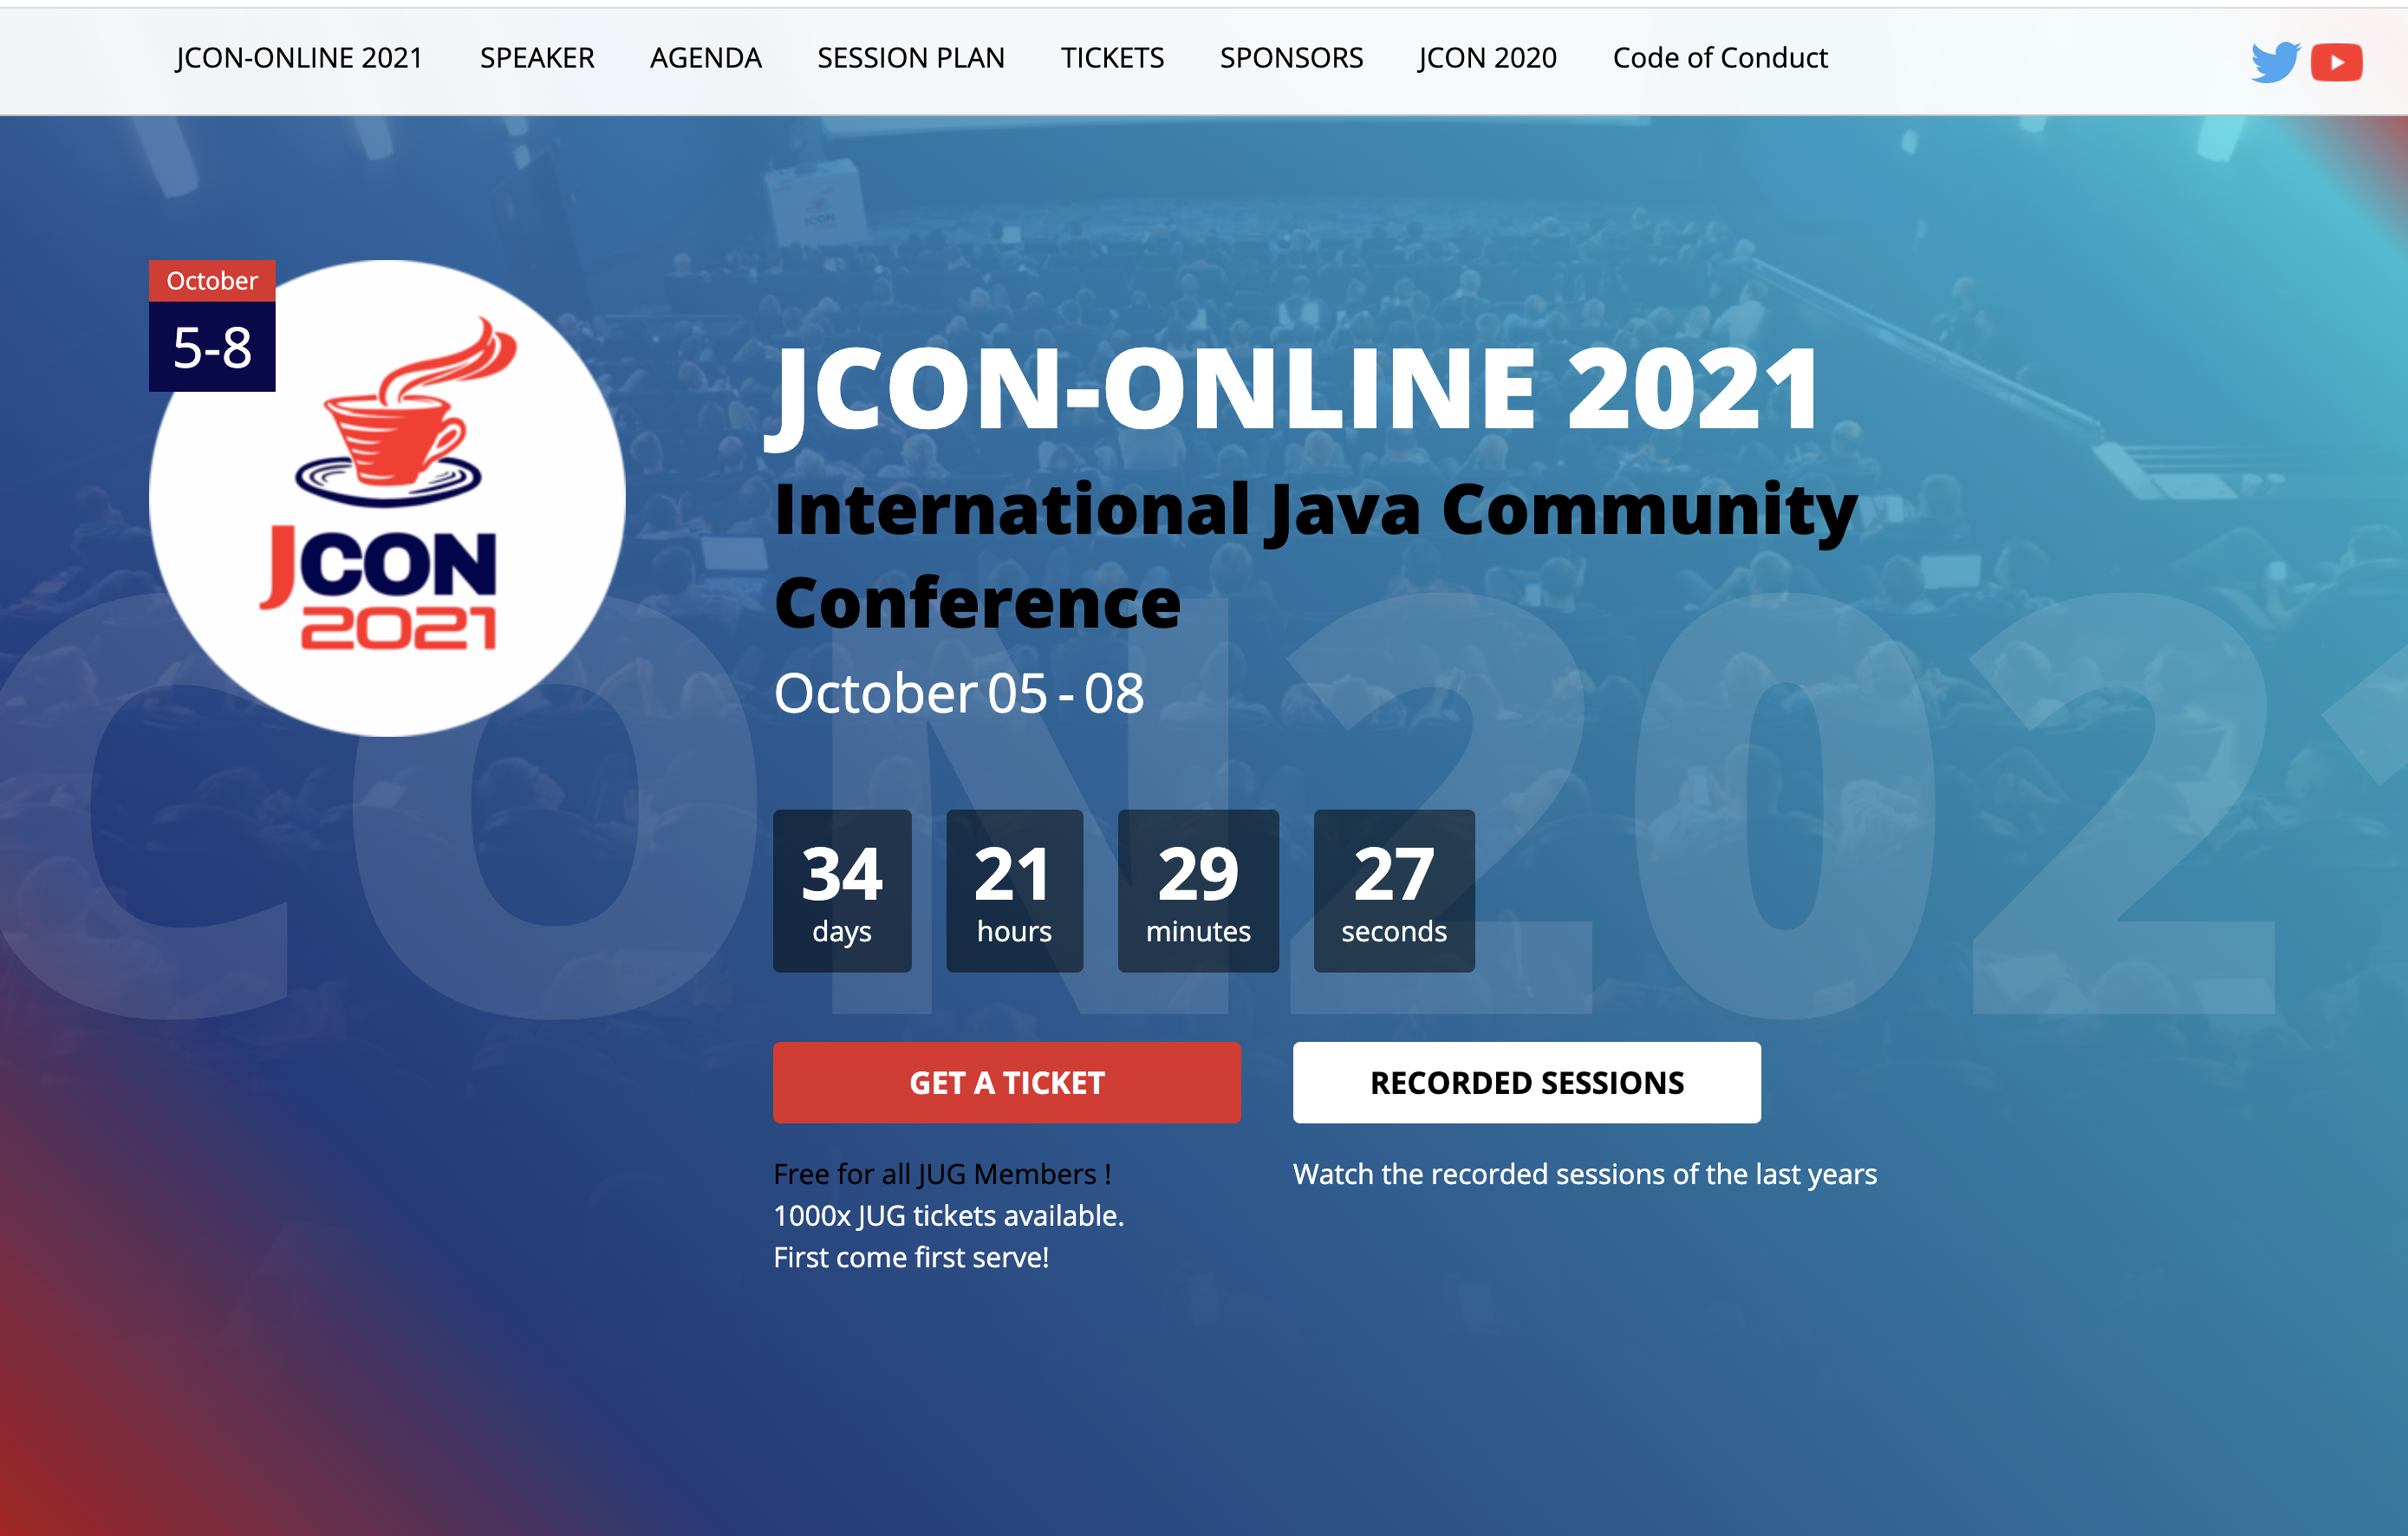 JCON-ONLINE 2021 SPEAKER AGENDA SESSION PLAN TICKETS SPONSORS JCON 2020 Code of Conduct
October
5-8
JCON
2021
JCON-ONLINE 2021
International Java Community
Conference
October 05 - 08
CON2021
34 21 29 27
days hours minutes seconds
GET A TICKET RECORDED SESSIONS
Free for all JUG Members ! Watch the recorded sessions of the last years
1000x JUG tickets available.
First come first serve!
JCON